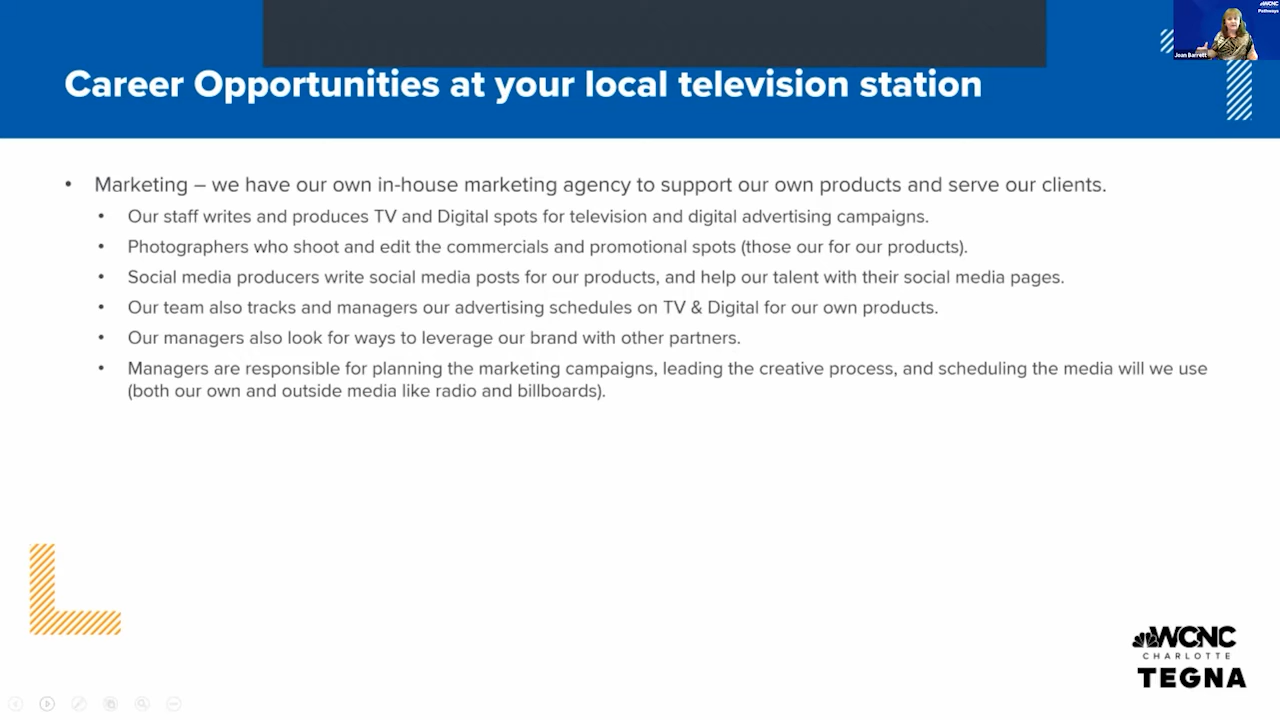 WCNC
Pathways
Joan Barrett
Career Opportunities at your local television station
• Marketing – we have our own in-house marketing agency to support our own products and serve our clients.
• Our staff writes and produces TV and Digital spots for television and digital advertising campaigns.
• Photographers who shoot and edit the commercials and promotional spots (those our for our products).
• Social media producers write social media posts for our products, and help our talent with their social media pages.
• Our team also tracks and managers our advertising schedules on TV & Digital for our own products.
• Our managers also look for ways to leverage our brand with other partners.
• Managers are responsible for planning the marketing campaigns, leading the creative process, and scheduling the media will we use
(both our own and outside media like radio and billboards).
WCNC
CHARLOTTE
TEGNA